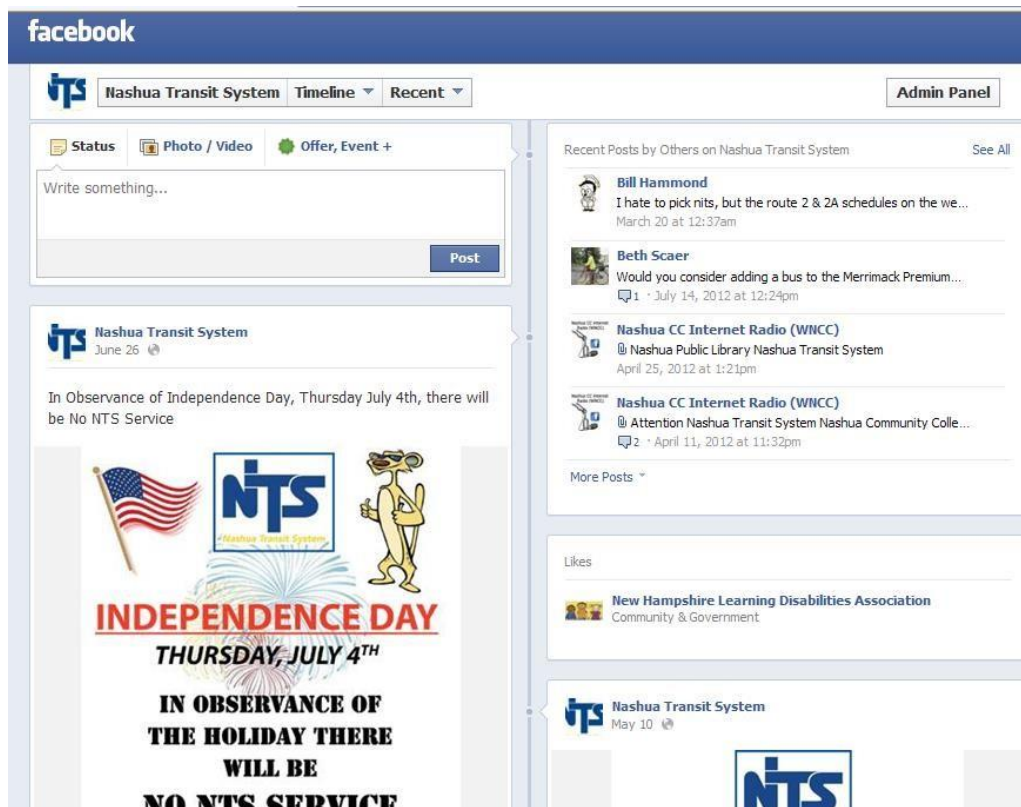 facebook
NTS
Nashua Transit System
Timeline
Recent
Admin Panel
Status
Photo / Video
Offer, Event +
Write something...
Post
NTS
Nashua Transit System
June 26
In Observance of Independence Day, Thursday July 4th, there will
be No NTS Service
NTS
Nashua Transit System
INDEPENDENCE DAY
THURSDAY, JULY 4TH
IN OBSERVANCE OF
THE HOLIDAY THERE
WILL BE
NO NTS SERVICE
Recent Posts by Others on Nashua Transit System
See All
Bill Hammond
I hate to pick nits, but the route 2 & 2A schedules on the we...
March 20 at 12:37am
Beth Scaer
Would you consider adding a bus to the Merrimack Premium...
1 · July 14, 2012 at 12:24pm
Nashua CC Internet Radio (WNCC)
Nashua Public Library Nashua Transit System
April 25, 2012 at 1:21pm
Nashua CC Internet Radio (WNCC)
Attention Nashua Transit System Nashua Community Colle...
2 · April 11, 2012 at 11:32pm
More Posts
Likes
New Hampshire Learning Disabilities Association
Community & Government
NTS
Nashua Transit System
May 10
NTS